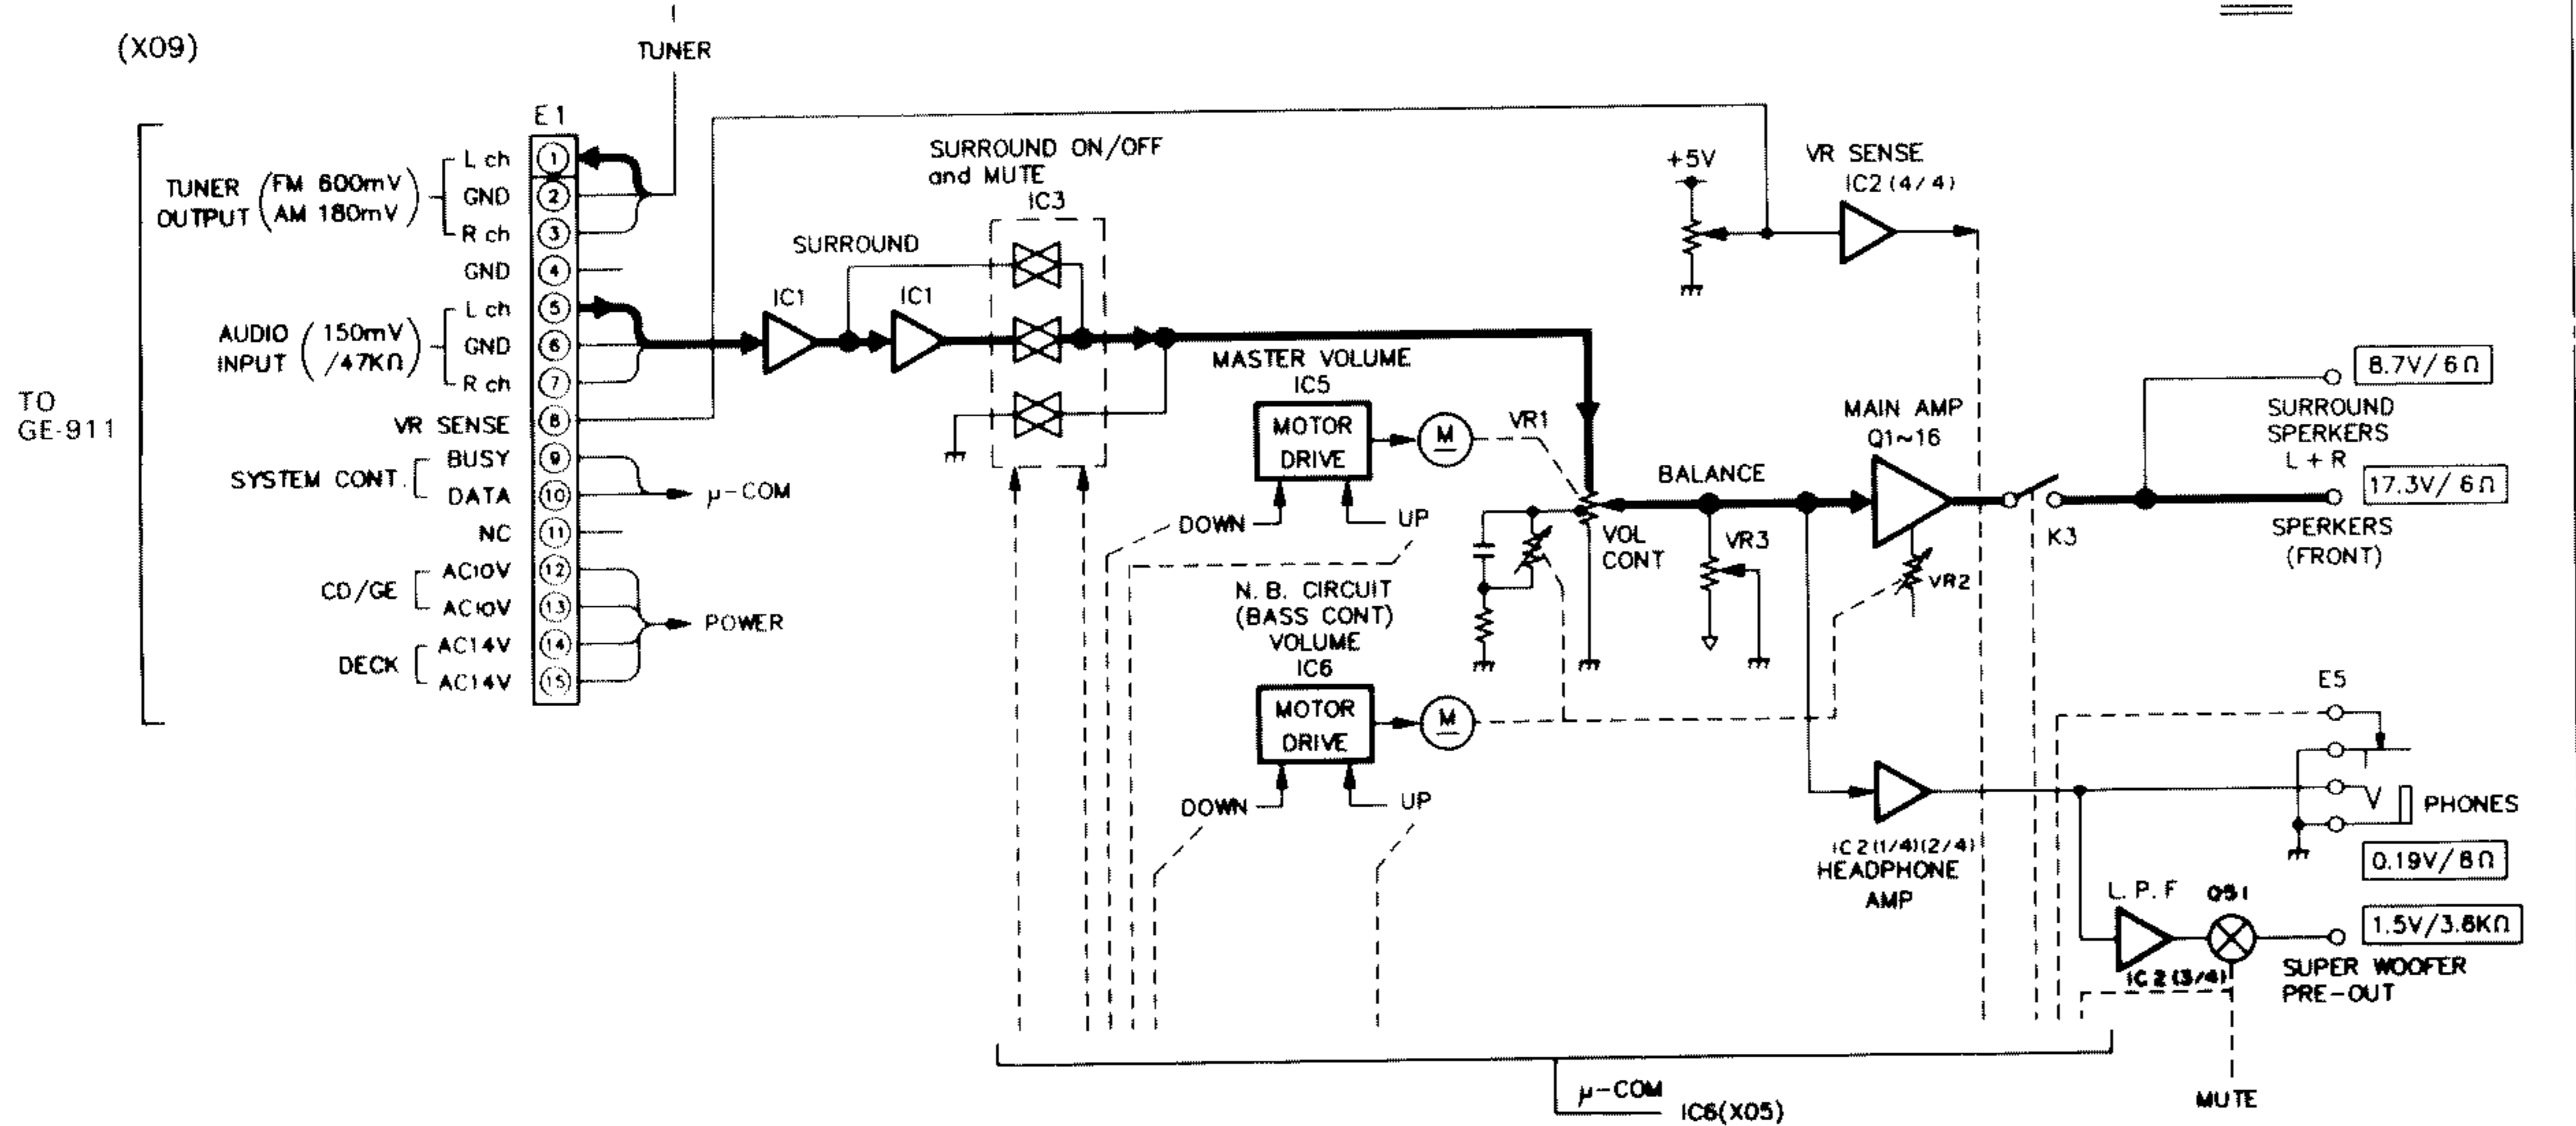 (X09)
TUNER
E1
TO
GE-911
TUNER
OUTPUT
(FM 600mV
AM 180mV)
L ch
GND
R ch
GND
AUDIO
INPUT
(150mV
/47KΩ)
L ch
GND
R ch
VR SENSE
SYSTEM CONT.
BUSY
DATA
NC
CD/GE
AC10V
AC10V
DECK
AC14V
AC14V
1
2
3
4
5
6
7
8
9
10
11
12
13
14
15
μ-COM
POWER
SURROUND ON/OFF
and MUTE
IC3
SURROUND
IC1
IC1
+5V
VR SENSE
IC2 (4/4)
MASTER VOLUME
IC5
MOTOR
DRIVE
M
VR1
DOWN
UP
VOL
CONT
BALANCE
VR3
MAIN AMP
Q1~16
VR2
K3
8.7V/6Ω
SURROUND
SPERKERS
L + R
17.3V/6Ω
SPERKERS
(FRONT)
N. B. CIRCUIT
(BASS CONT)
VOLUME
IC6
MOTOR
DRIVE
M
DOWN
UP
IC2(1/4)(2/4)
HEADPHONE
AMP
E5
PHONES
0.19V/8Ω
L. P. F
Q51
IC2(3/4)
1.5V/3.6KΩ
SUPER WOOFER
PRE-OUT
MUTE
μ-COM
IC6(X05)